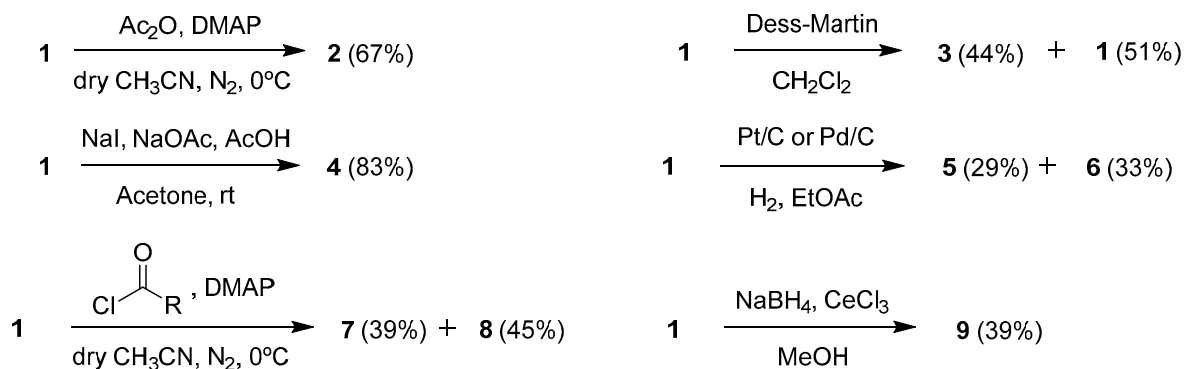 1 Ac₂O, DMAP 2 (67%)
dry CH₃CN, N₂, 0ºC
1 Dess-Martin 3 (44%) + 1 (51%)
CH₂Cl₂
1 NaI, NaOAc, AcOH 4 (83%)
Acetone, rt
1 Pt/C or Pd/C 5 (29%) + 6 (33%)
H₂, EtOAc
O
Cl R , DMAP
1 7 (39%) + 8 (45%)
dry CH₃CN, N₂, 0ºC
1 NaBH₄, CeCl₃ 9 (39%)
MeOH